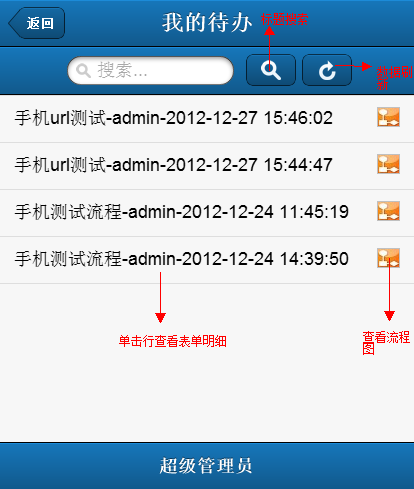 返回
我的待办
搜索...
手机url测试-admin-2012-12-27 15:46:02
手机url测试-admin-2012-12-27 15:44:47
手机测试流程-admin-2012-12-24 11:45:19
手机测试流程-admin-2012-12-24 14:39:50
单击行查看表单明细
查看流程
图
超级管理员